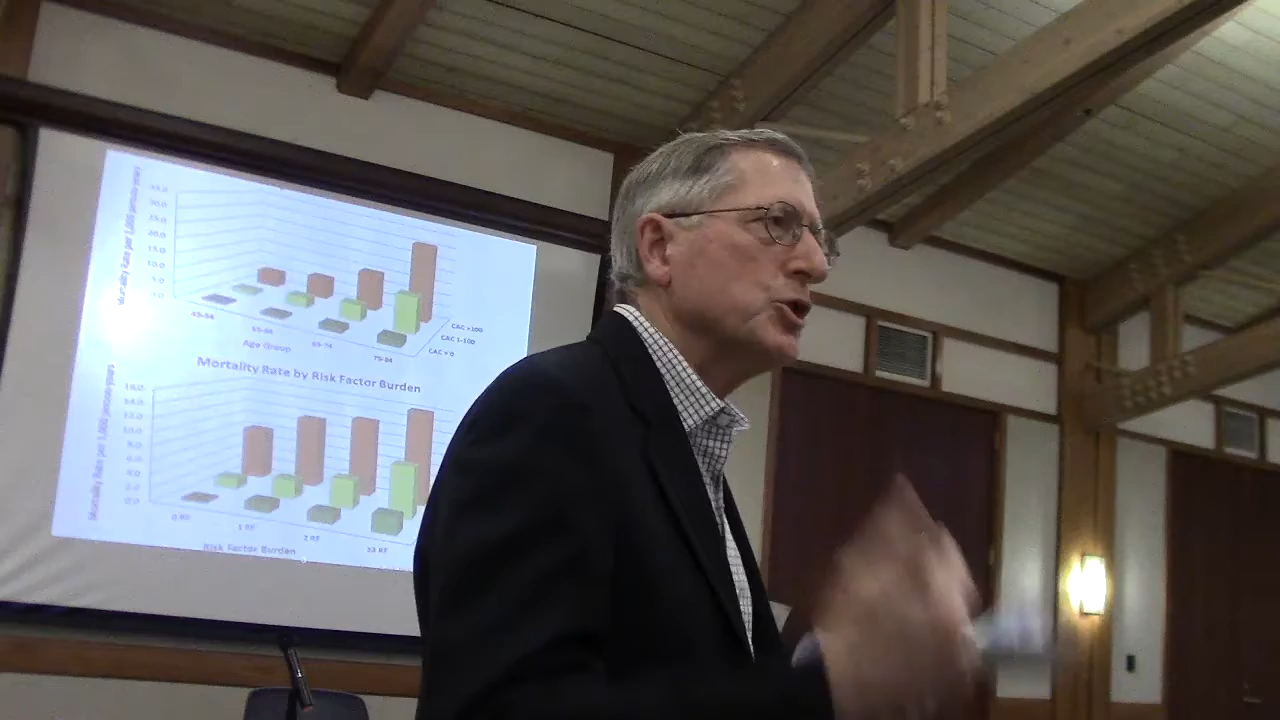 Mortality Rate per 1,000 person-years
35.0
30.0
25.0
20.0
15.0
10.0
5.0
45-54
55-64
65-74
75-84
Age Group
CAC >100
CAC 1-100
CAC = 0
Mortality Rate by Risk Factor Burden
Mortality Rate per 1,000 person-years
16.0
14.0
12.0
10.0
8.0
6.0
4.0
2.0
0.0
0 RF
1 RF
2 RF
≥3 RF
Risk Factor Burden